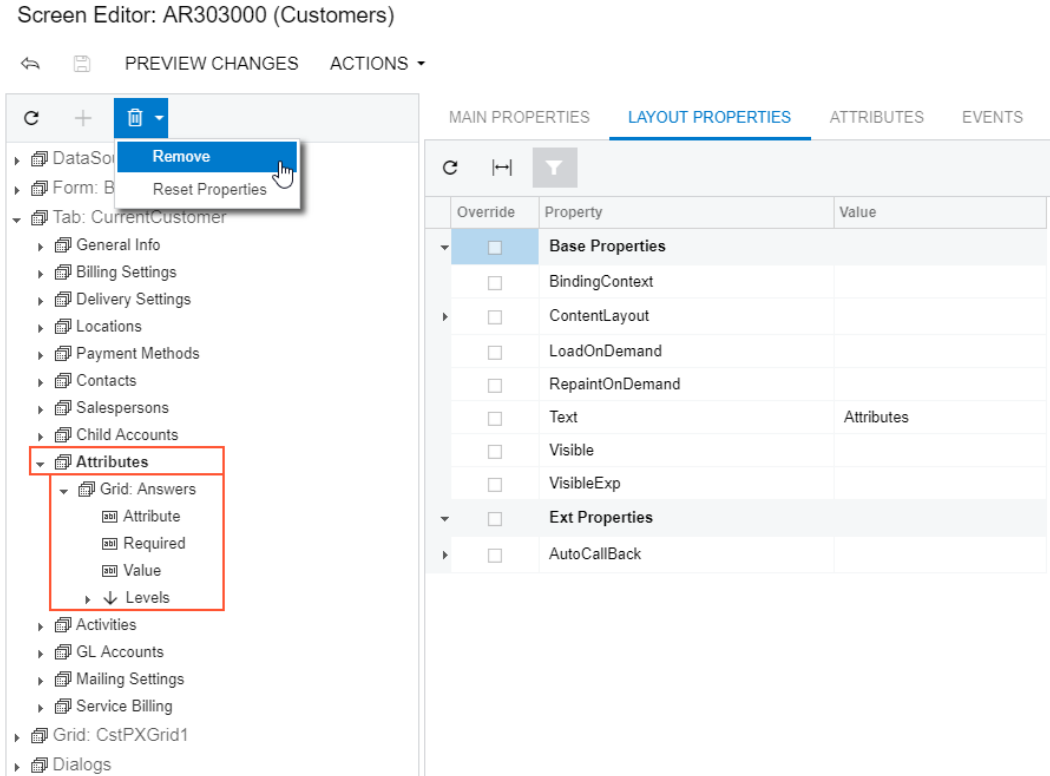 Screen Editor: AR303000 (Customers)
PREVIEW CHANGES ACTIONS
MAIN PROPERTIES LAYOUT PROPERTIES ATTRIBUTES EVENTS
Remove
Reset Properties
DataSo
Form: B
Tab: CurrentCustomer
General Info
Billing Settings
Delivery Settings
Locations
Payment Methods
Contacts
Salespersons
Child Accounts
Attributes
Grid: Answers
Attribute
Required
Value
Levels
Activities
GL Accounts
Mailing Settings
Service Billing
Grid: CstPXGrid1
Dialogs
Override Property Value
Base Properties
BindingContext
ContentLayout
LoadOnDemand
RepaintOnDemand
Text Attributes
Visible
VisibleExp
Ext Properties
AutoCallBack